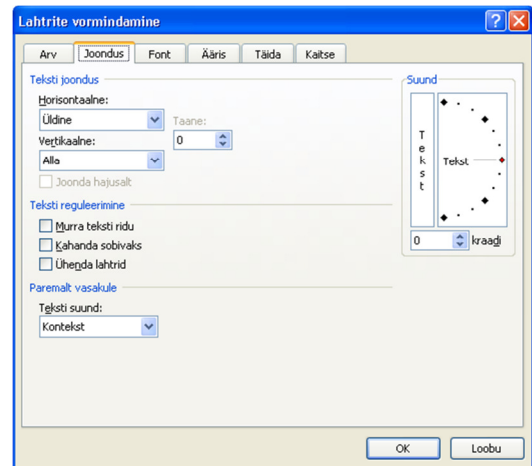 Lahtrite vormindamine
Arv Joondus Font Ääris Täida Kaitse
Teksti joondus
Horisontaalne:
Üldine
Taane:
0
Vertikaalne:
Alla
Joonda hajusalt
Teksti reguleerimine
Murra teksti ridu
Kahanda sobivaks
Ühenda lahtrid
Paremalt vasakule
Teksti suund:
Kontekst
Suund
Tekst
Tekst
0 kraadi
OK Loobu